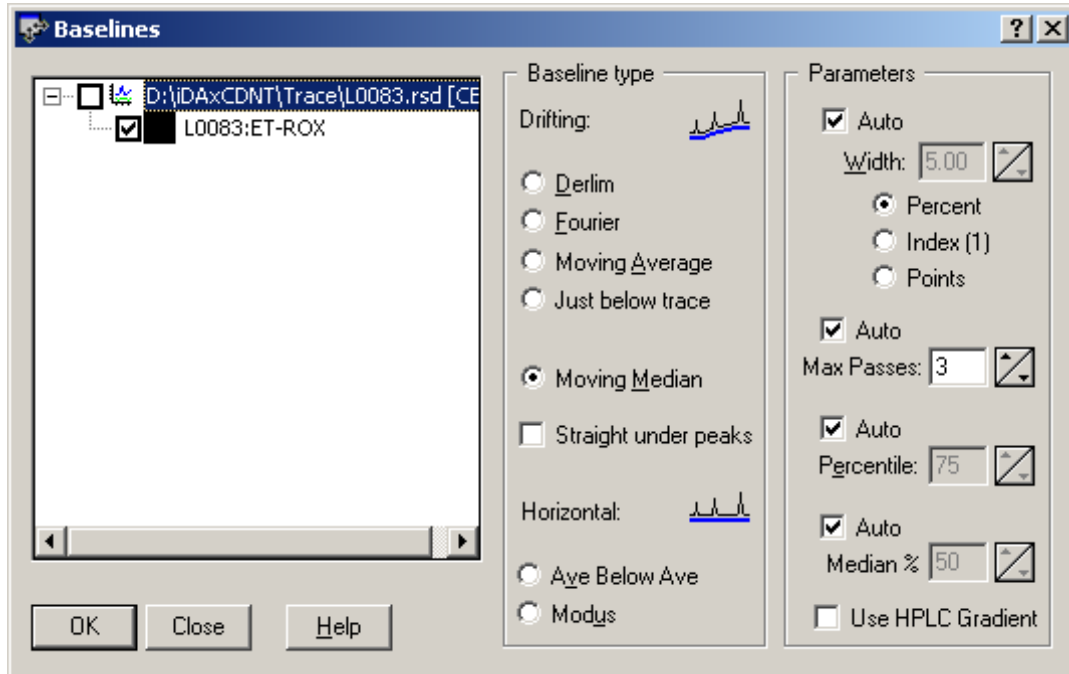 Baselines
D:\iDAxCDNT\Trace\L0083.rsd [CE
L0083:ET-ROX
OK
Close
Help
Baseline type
Drifting:
Derlim
Fourier
Moving Average
Just below trace
Moving Median
Straight under peaks
Horizontal:
Ave Below Ave
Modus
Parameters
Auto
Width: 5.00
Percent
Index (1)
Points
Auto
Max Passes: 3
Auto
Percentile: 75
Auto
Median % 50
Use HPLC Gradient